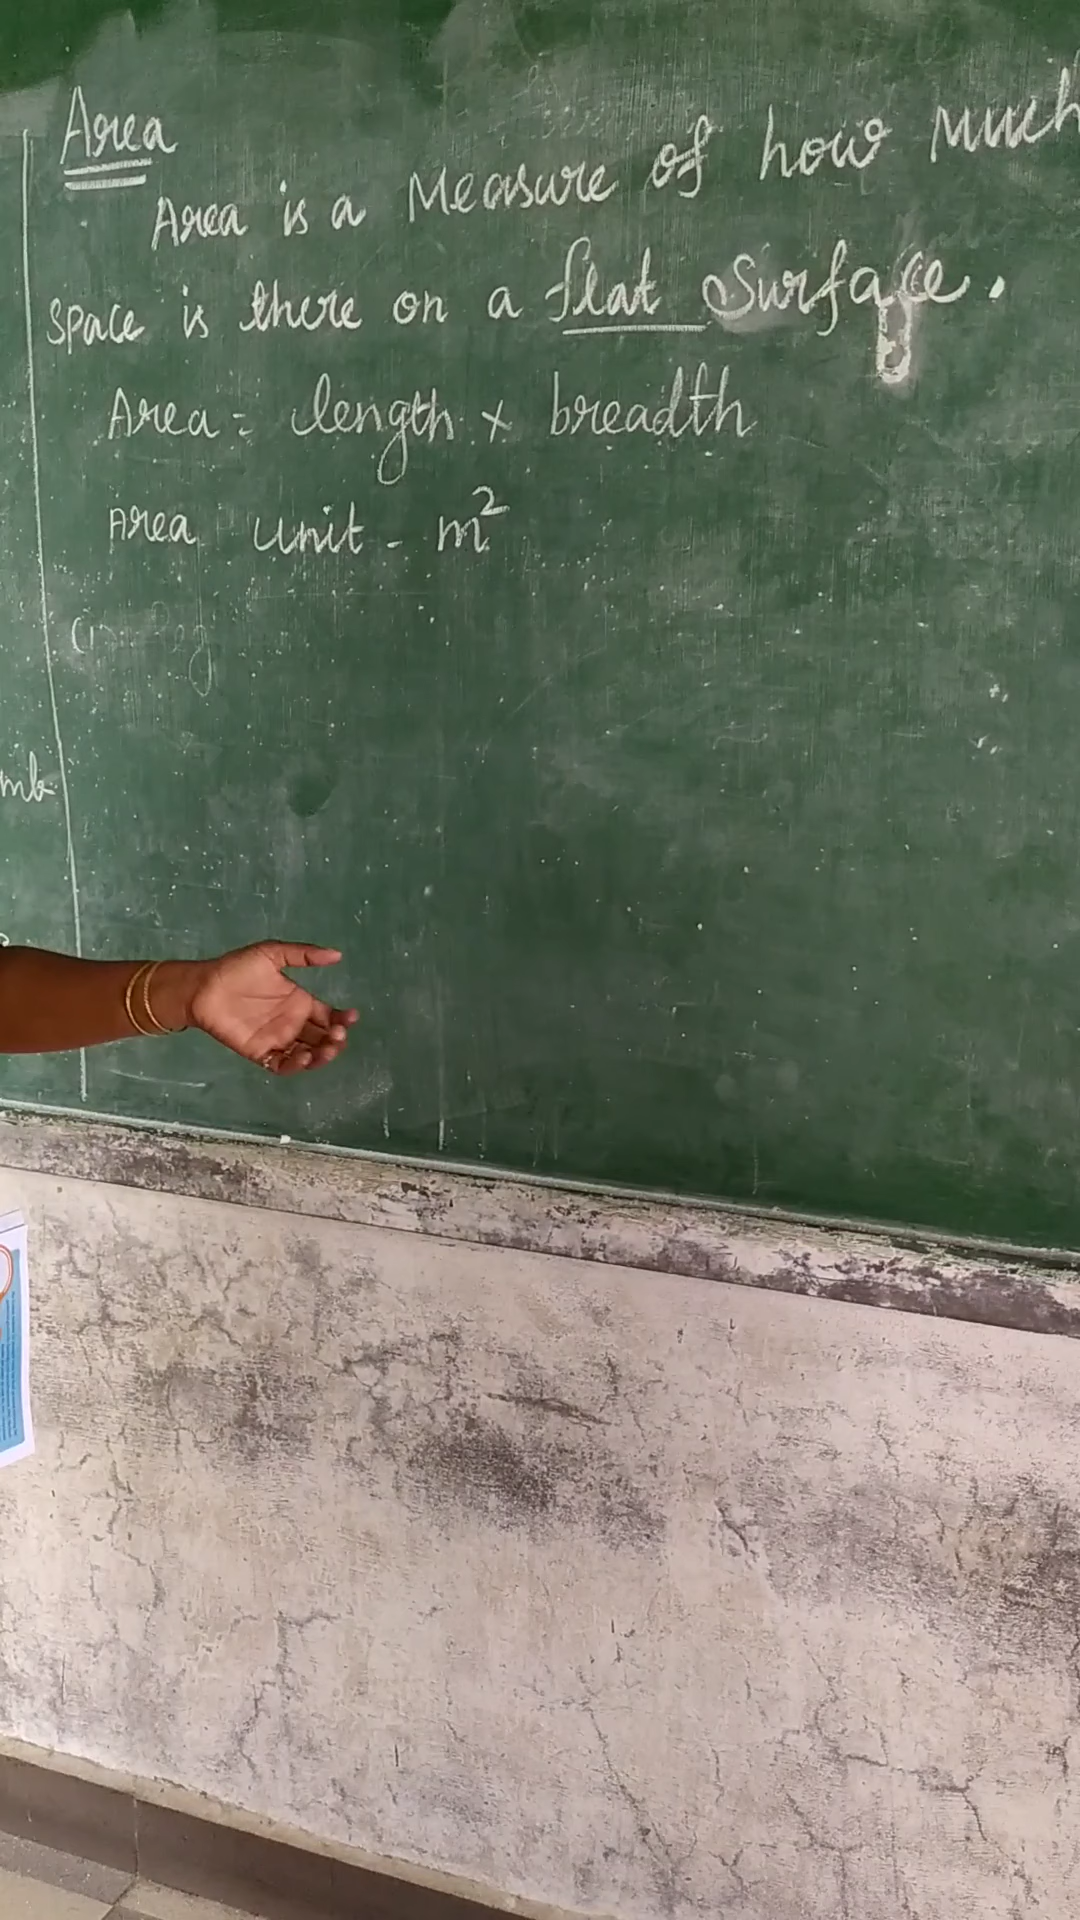 Area
Area is a Measure of how Much
space is there on a flat Surface.
Area = length x breadth
Area unit - m²
mb